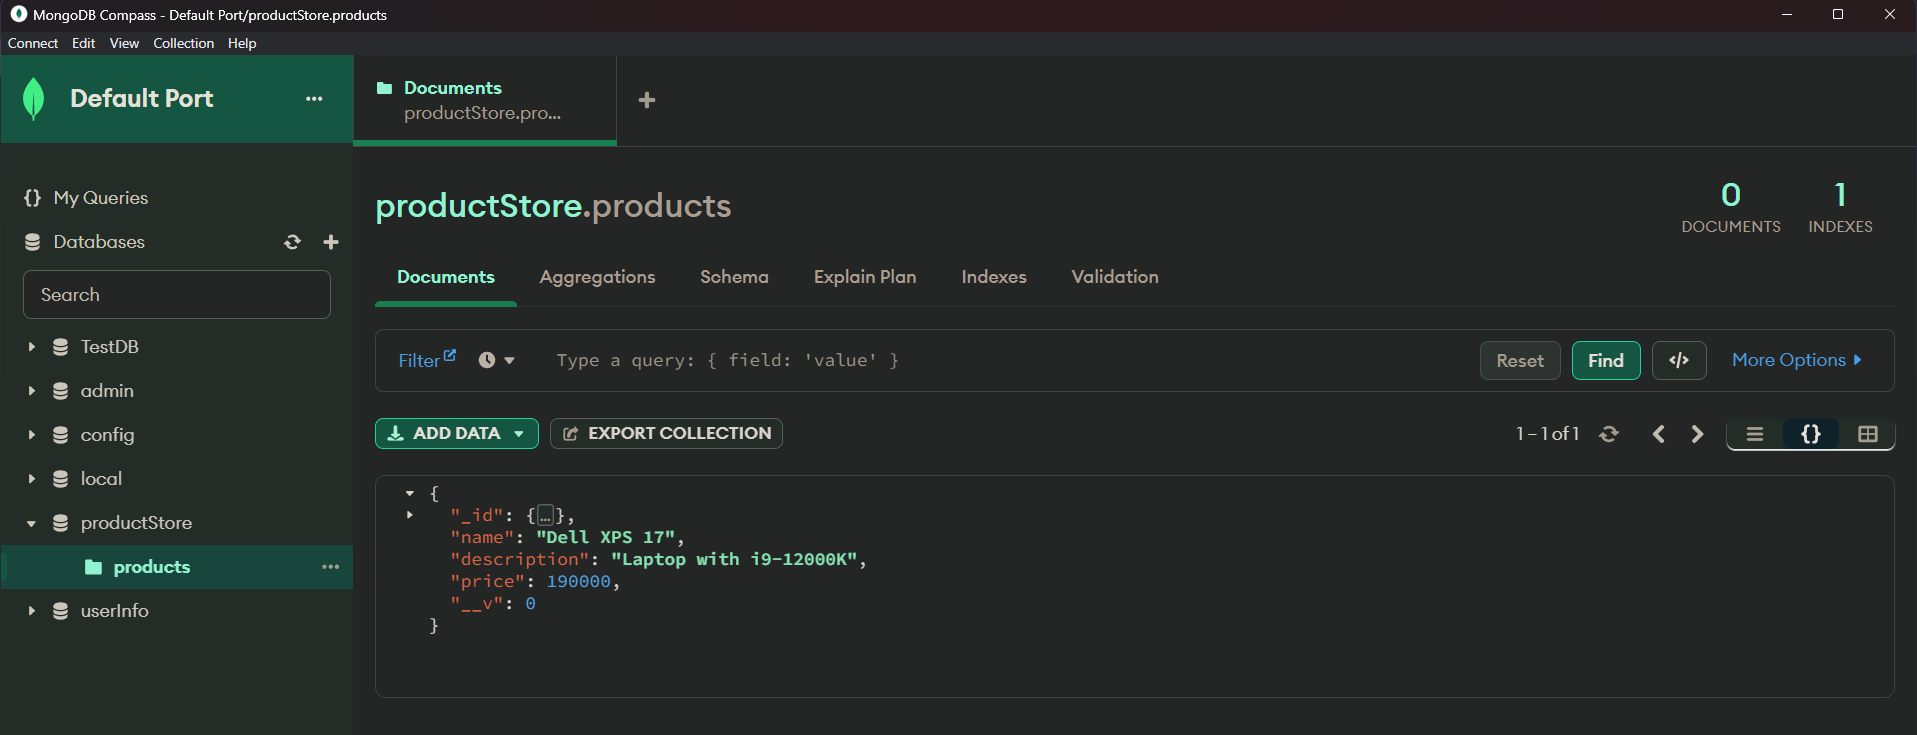 MongoDB Compass - Default Port/productStore.products
Connect Edit View Collection Help
Default Port
Documents
productStore.pro...
{} My Queries
Databases
Search
TestDB
admin
config
local
productStore
products
userInfo
productStore.products
0
DOCUMENTS
1
INDEXES
Documents Aggregations Schema Explain Plan Indexes Validation
Filter Type a query: { field: 'value' } Reset Find </> More Options
ADD DATA EXPORT COLLECTION 1 – 1 of 1 {}
{
"_id": {…},
"name": "Dell XPS 17",
"description": "Laptop with i9-12000K",
"price": 190000,
"__v": 0
}